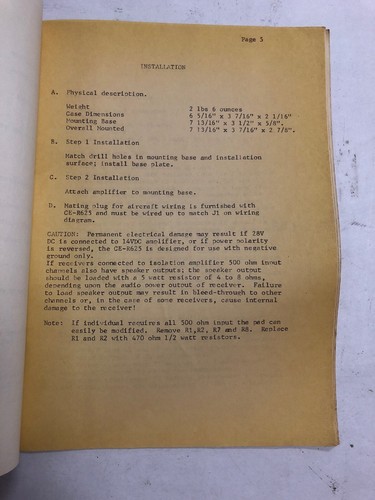 Page 3
INSTALLATION
A. Physical description.
Weight 2 lbs 6 ounces
Case Dimensions 6 5/16" x 3 7/16" x 2 1/16"
Mounting Base 7 13/16" x 3 1/2" x 5/8".
Overall Mounted 7 13/16" x 3 7/16" x 2 7/8".
B. Step 1 Installation
Match drill holes in mounting base and installation
surface; install base plate.
C. Step 2 Installation
Attach amplifier to mounting base.
D. Mating plug for aircraft wiring is furnished with
CE-R625 and must be wired up to match J1 on wiring
diagram.
CAUTION: Permanent electrical damage may result if 28V
DC is connected to 14VDC amplifier, or if power polarity
is reversed, the CE-R625 is designed for use with negative
ground only.
If receivers connected to isolation amplifier 500 ohm input
channels also have speaker outputs; the speaker output
should be loaded with a 5 watt resistor of 4 to 8 ohms,
depending upon the audio power output of receiver. Failure
to load speaker output may result in bleed-through to other
channels or, in the case of some receivers, cause internal
damage to the receiver!
Note: If individual requires all 500 ohm input the pad can
easily be modified. Remove R1,R2, R7 and R8. Replace
R1 and R2 with 470 ohm 1/2 watt resistors.